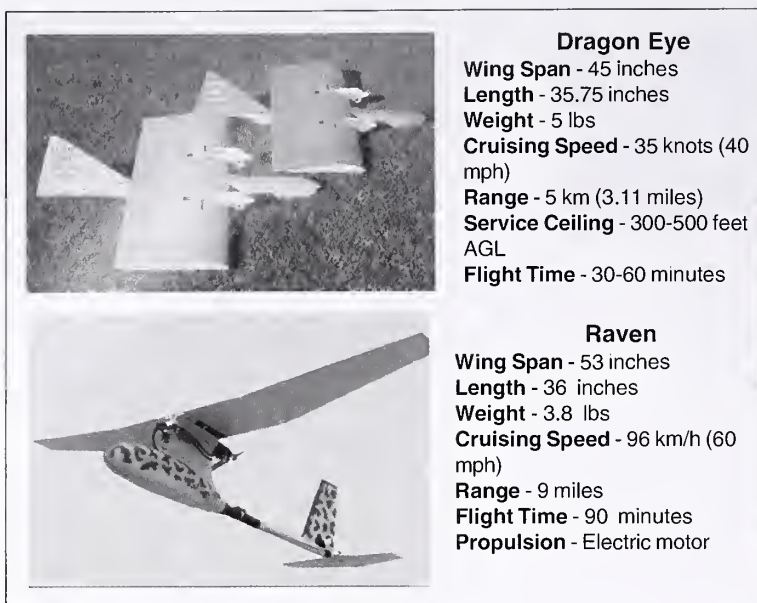 Dragon Eye
Wing Span - 45 inches
Length - 35.75 inches
Weight - 5 lbs
Cruising Speed - 35 knots (40
mph)
Range - 5 km (3.11 miles)
Service Ceiling - 300-500 feet
AGL
Flight Time - 30-60 minutes
Raven
Wing Span - 53 inches
Length - 36 inches
Weight - 3.8 lbs
Cruising Speed - 96 km/h (60
mph)
Range - 9 miles
Flight Time - 90 minutes
Propulsion - Electric motor